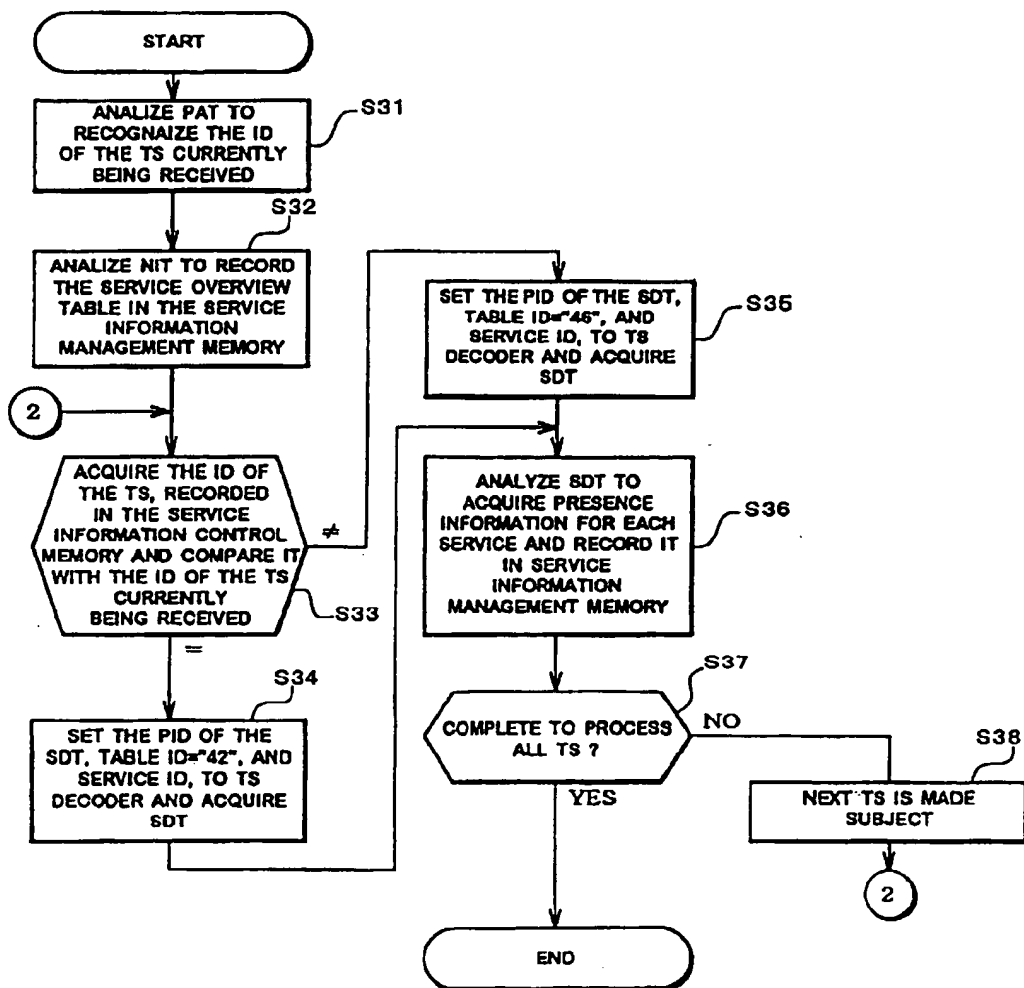 START
ANALIZE PAT TO
RECOGNAIZE THE ID
OF THE TS CURRENTLY
BEING RECEIVED
S31
S32
ANALIZE NIT TO RECORD
THE SERVICE OVERVIEW
TABLE IN THE SERVICE
INFORMATION
MANAGEMENT MEMORY
2
ACQUIRE THE ID OF
THE TS, RECORDED
IN THE SERVICE
INFORMATION CONTROL
MEMORY AND COMPARE IT
WITH THE ID OF THE TS
CURRENTLY
BEING RECEIVED
≠
S33
=
S34
SET THE PID OF THE
SDT, TABLE ID="42", AND
SERVICE ID, TO TS
DECODER AND ACQUIRE
SDT
SET THE PID OF THE SDT,
TABLE ID="46", AND
SERVICE ID, TO TS
DECODER AND ACQUIRE
SDT
S35
ANALYZE SDT TO
ACQUIRE PRESENCE
INFORMATION FOR EACH
SERVICE AND RECORD IT
IN SERVICE
INFORMATION
MANAGEMENT MEMORY
S36
S37
COMPLETE TO PROCESS
ALL TS ?
NO
YES
S38
NEXT TS IS MADE
SUBJECT
2
END